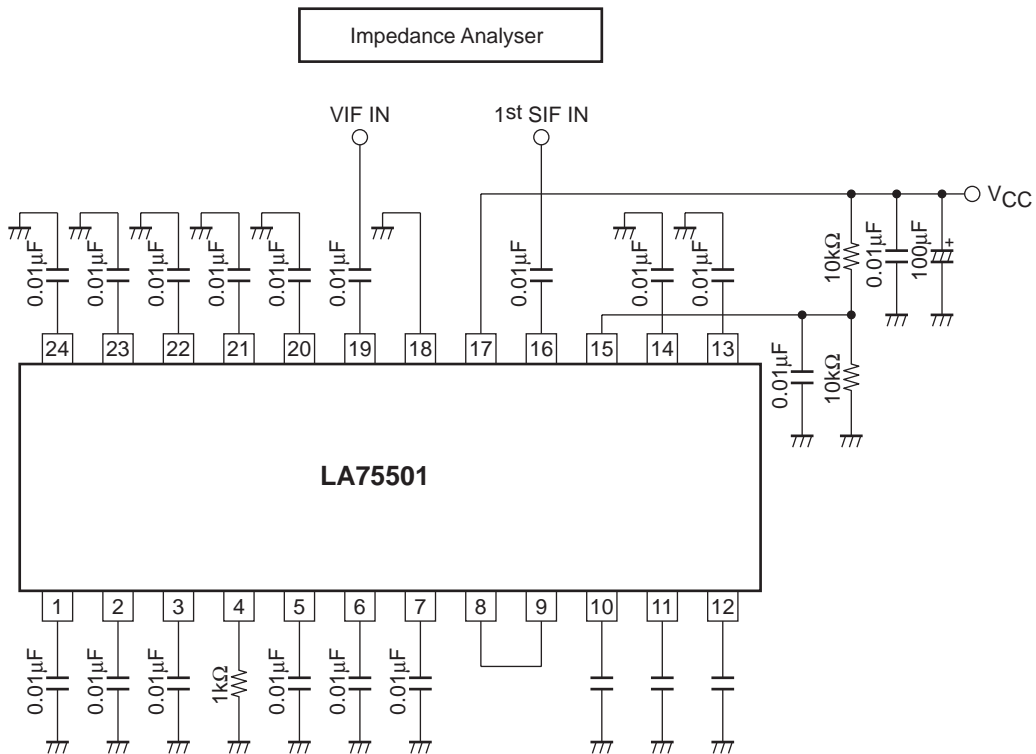 Impedance Analyser
VIF IN
1st SIF IN
VCC
0.01µF
0.01µF
0.01µF
0.01µF
0.01µF
0.01µF
0.01µF
0.01µF
0.01µF
10kΩ
0.01µF
100µF
+
24
23
22
21
20
19
18
17
16
15
14
13
0.01µF
10kΩ
LA75501
1
2
3
4
5
6
7
8
9
10
11
12
0.01µF
0.01µF
0.01µF
1kΩ
0.01µF
0.01µF
0.01µF